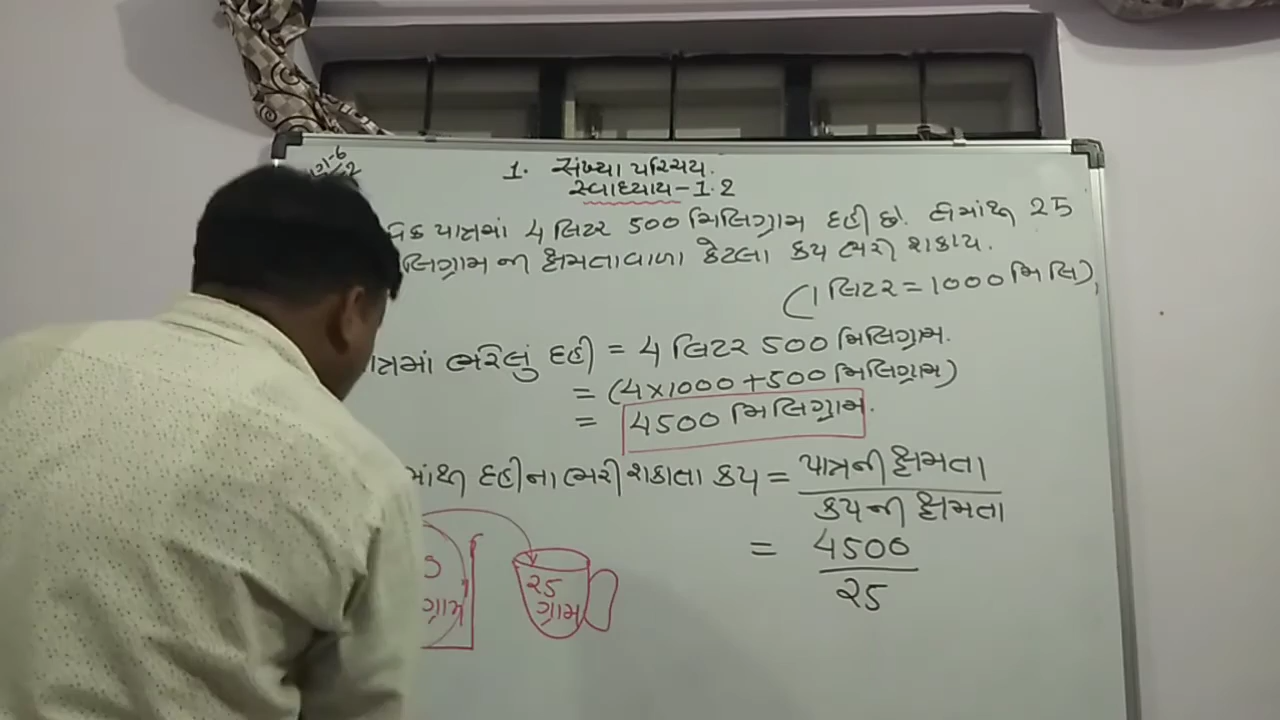 1. સંખ્યા પરિચય.
સ્વાધ્યાય-1.2
પાત્રમાં 4 લિટર 500 મિલિગ્રામ દહી છે. તેમાંથી 25
લિગ્રામ ની ક્ષમતાવાળા કેટલા કપ ભરી શકાય.
(1 લિટર = 1000 મિલિ),
ત્રમાં ભરેલું દહી = 4 લિટર 500 મિલિગ્રામ.
= (4×1000 +500 મિલિગ્રામ)
= 4500 મિલિગ્રામ.
માંથી દહીના ભરી શકાતા કપ = પાત્રની ક્ષમતા
કપની ક્ષમતા
= 4500
૨5
ગ્રામ
૨5
ગ્રામ